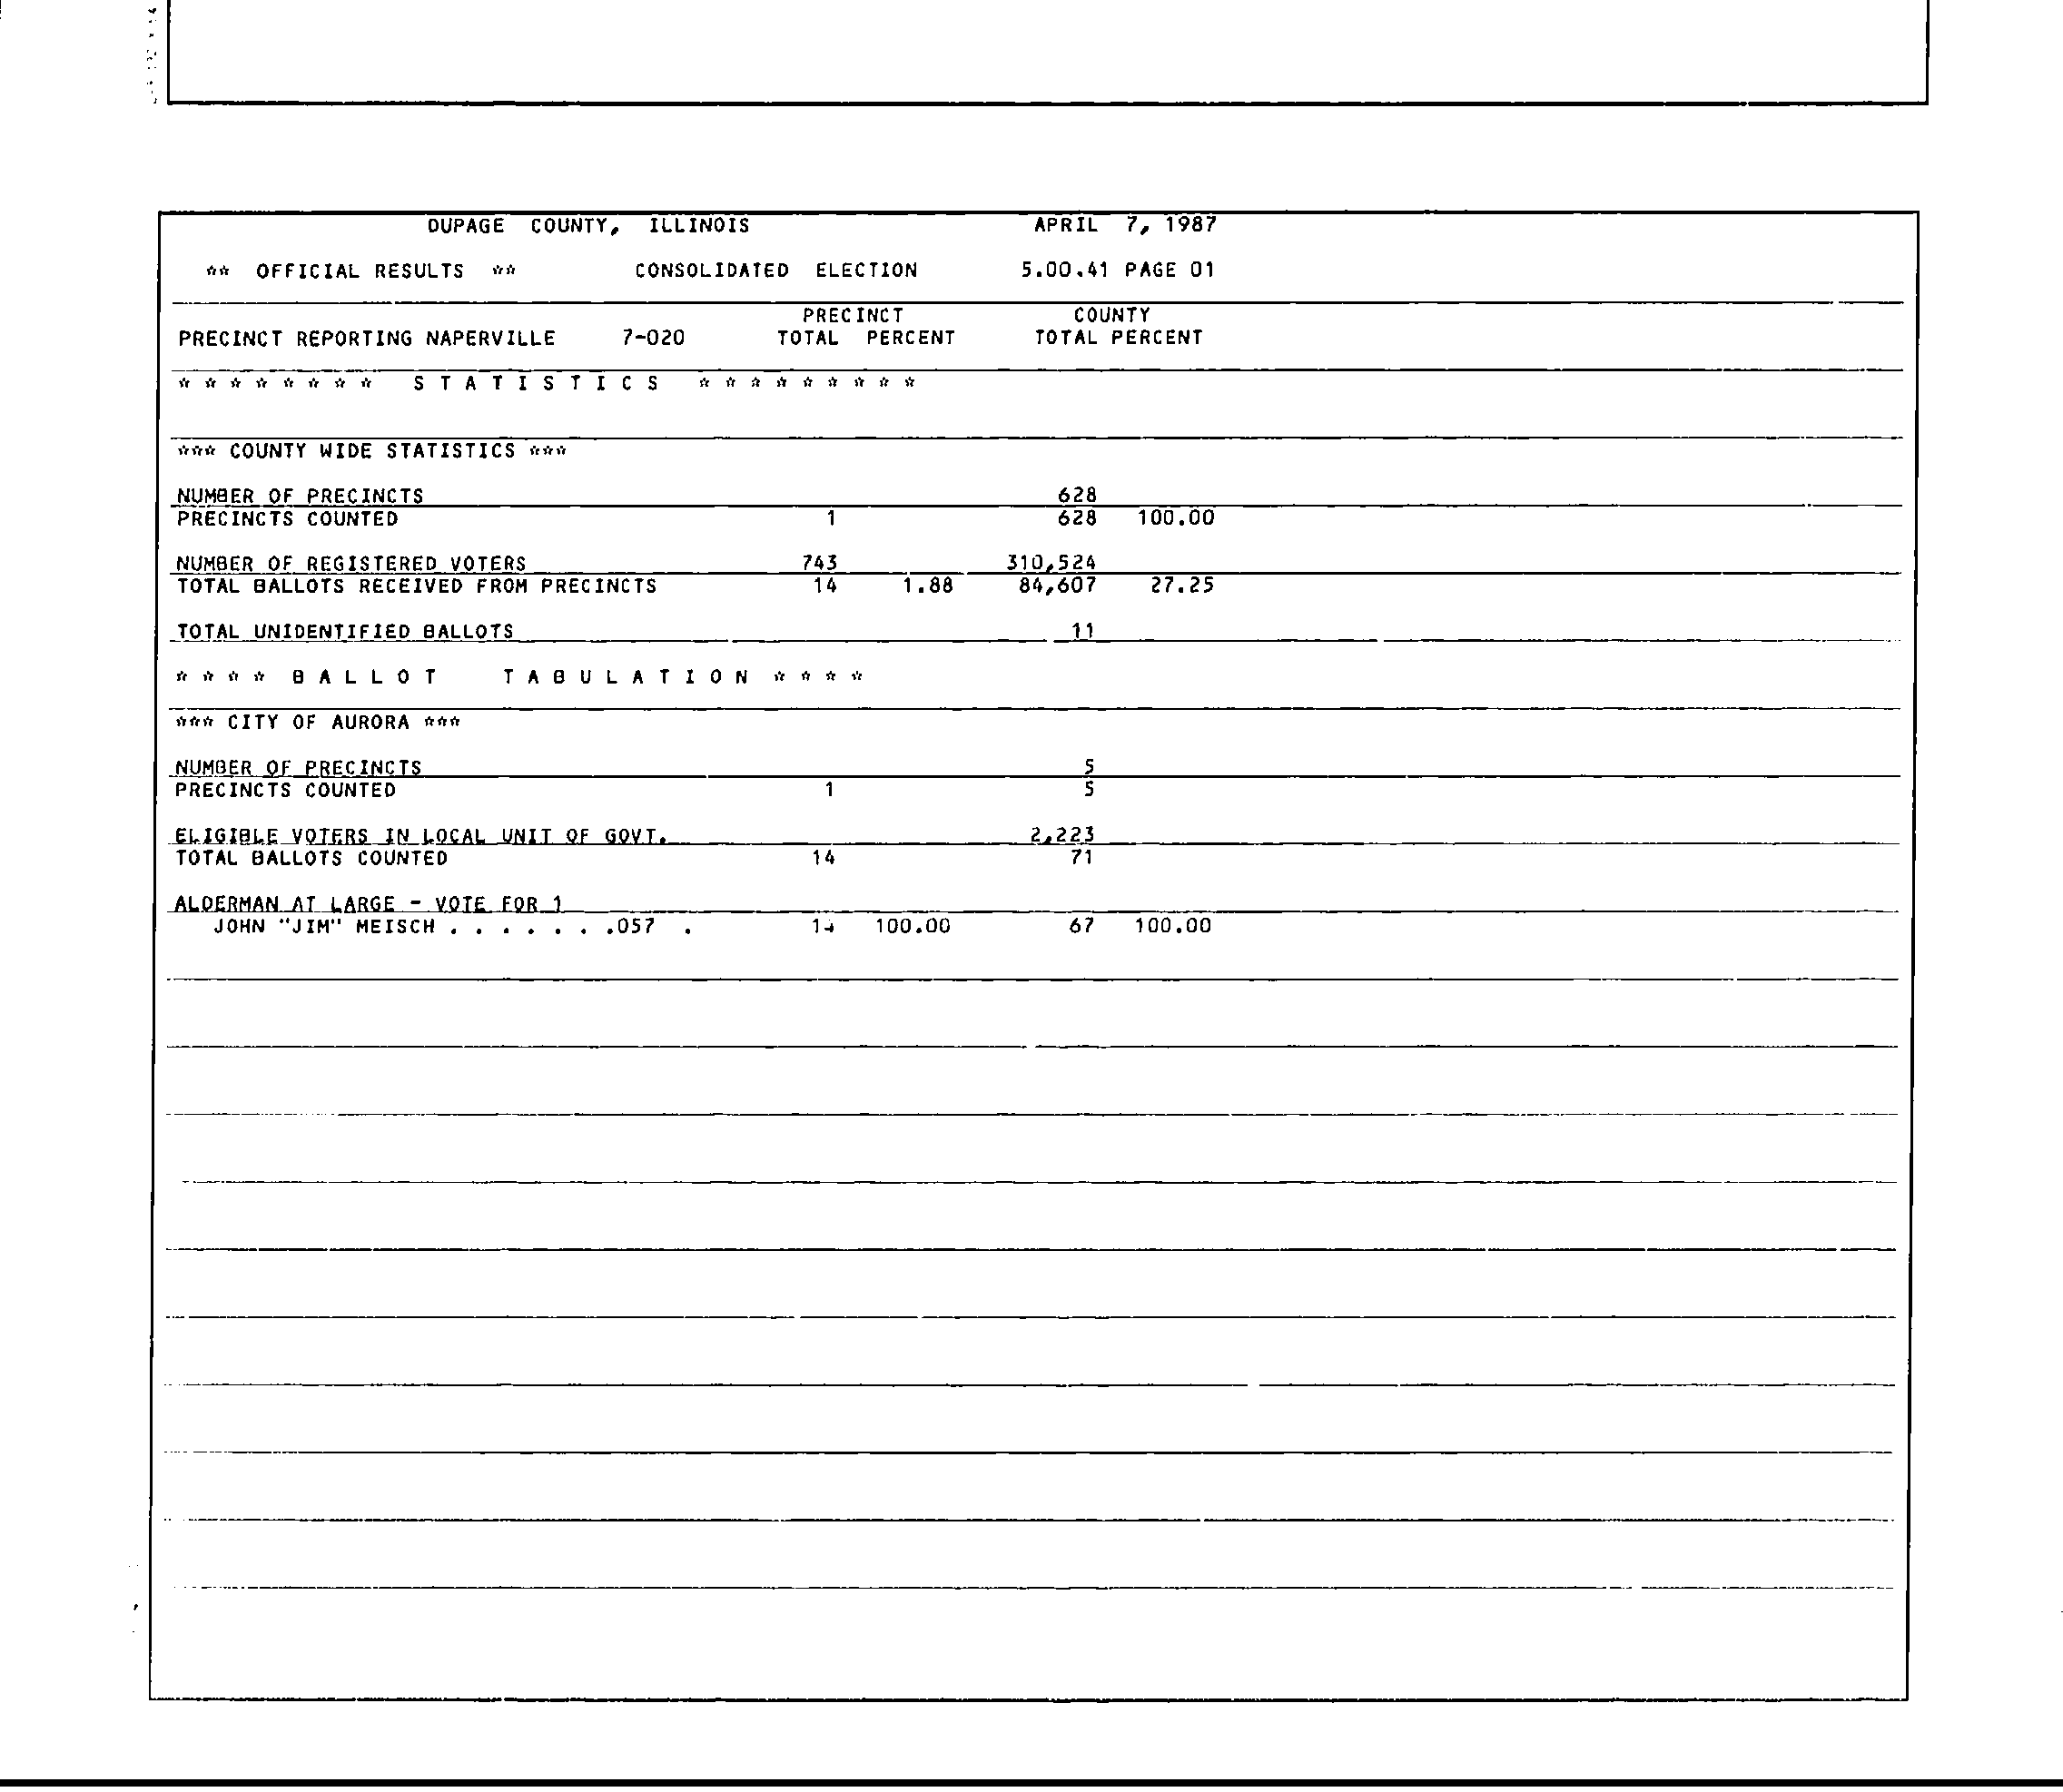 DUPAGE COUNTY, ILLINOIS APRIL 7, 1987
** OFFICIAL RESULTS ** CONSOLIDATED ELECTION 5.00.41 PAGE 01
PRECINCT COUNTY
PRECINCT REPORTING NAPERVILLE 7-020 TOTAL PERCENT TOTAL PERCENT
* * * * * * * * S T A T I S T I C S * * * * * * * * *
*** COUNTY WIDE STATISTICS ***
NUMBER OF PRECINCTS 628
PRECINCTS COUNTED 1 628 100.00
NUMBER OF REGISTERED VOTERS 743 310,524
TOTAL BALLOTS RECEIVED FROM PRECINCTS 14 1.88 84,607 27.25
TOTAL UNIDENTIFIED BALLOTS 11
* * * * B A L L O T T A B U L A T I O N * * * *
*** CITY OF AURORA ***
NUMBER OF PRECINCTS 5
PRECINCTS COUNTED 1 5
ELIGIBLE VOTERS IN LOCAL UNIT OF GOVT. 2,223
TOTAL BALLOTS COUNTED 14 71
ALDERMAN AT LARGE - VOTE FOR 1
JOHN "JIM" MEISCH . . . . . . .057 . 14 100.00 67 100.00